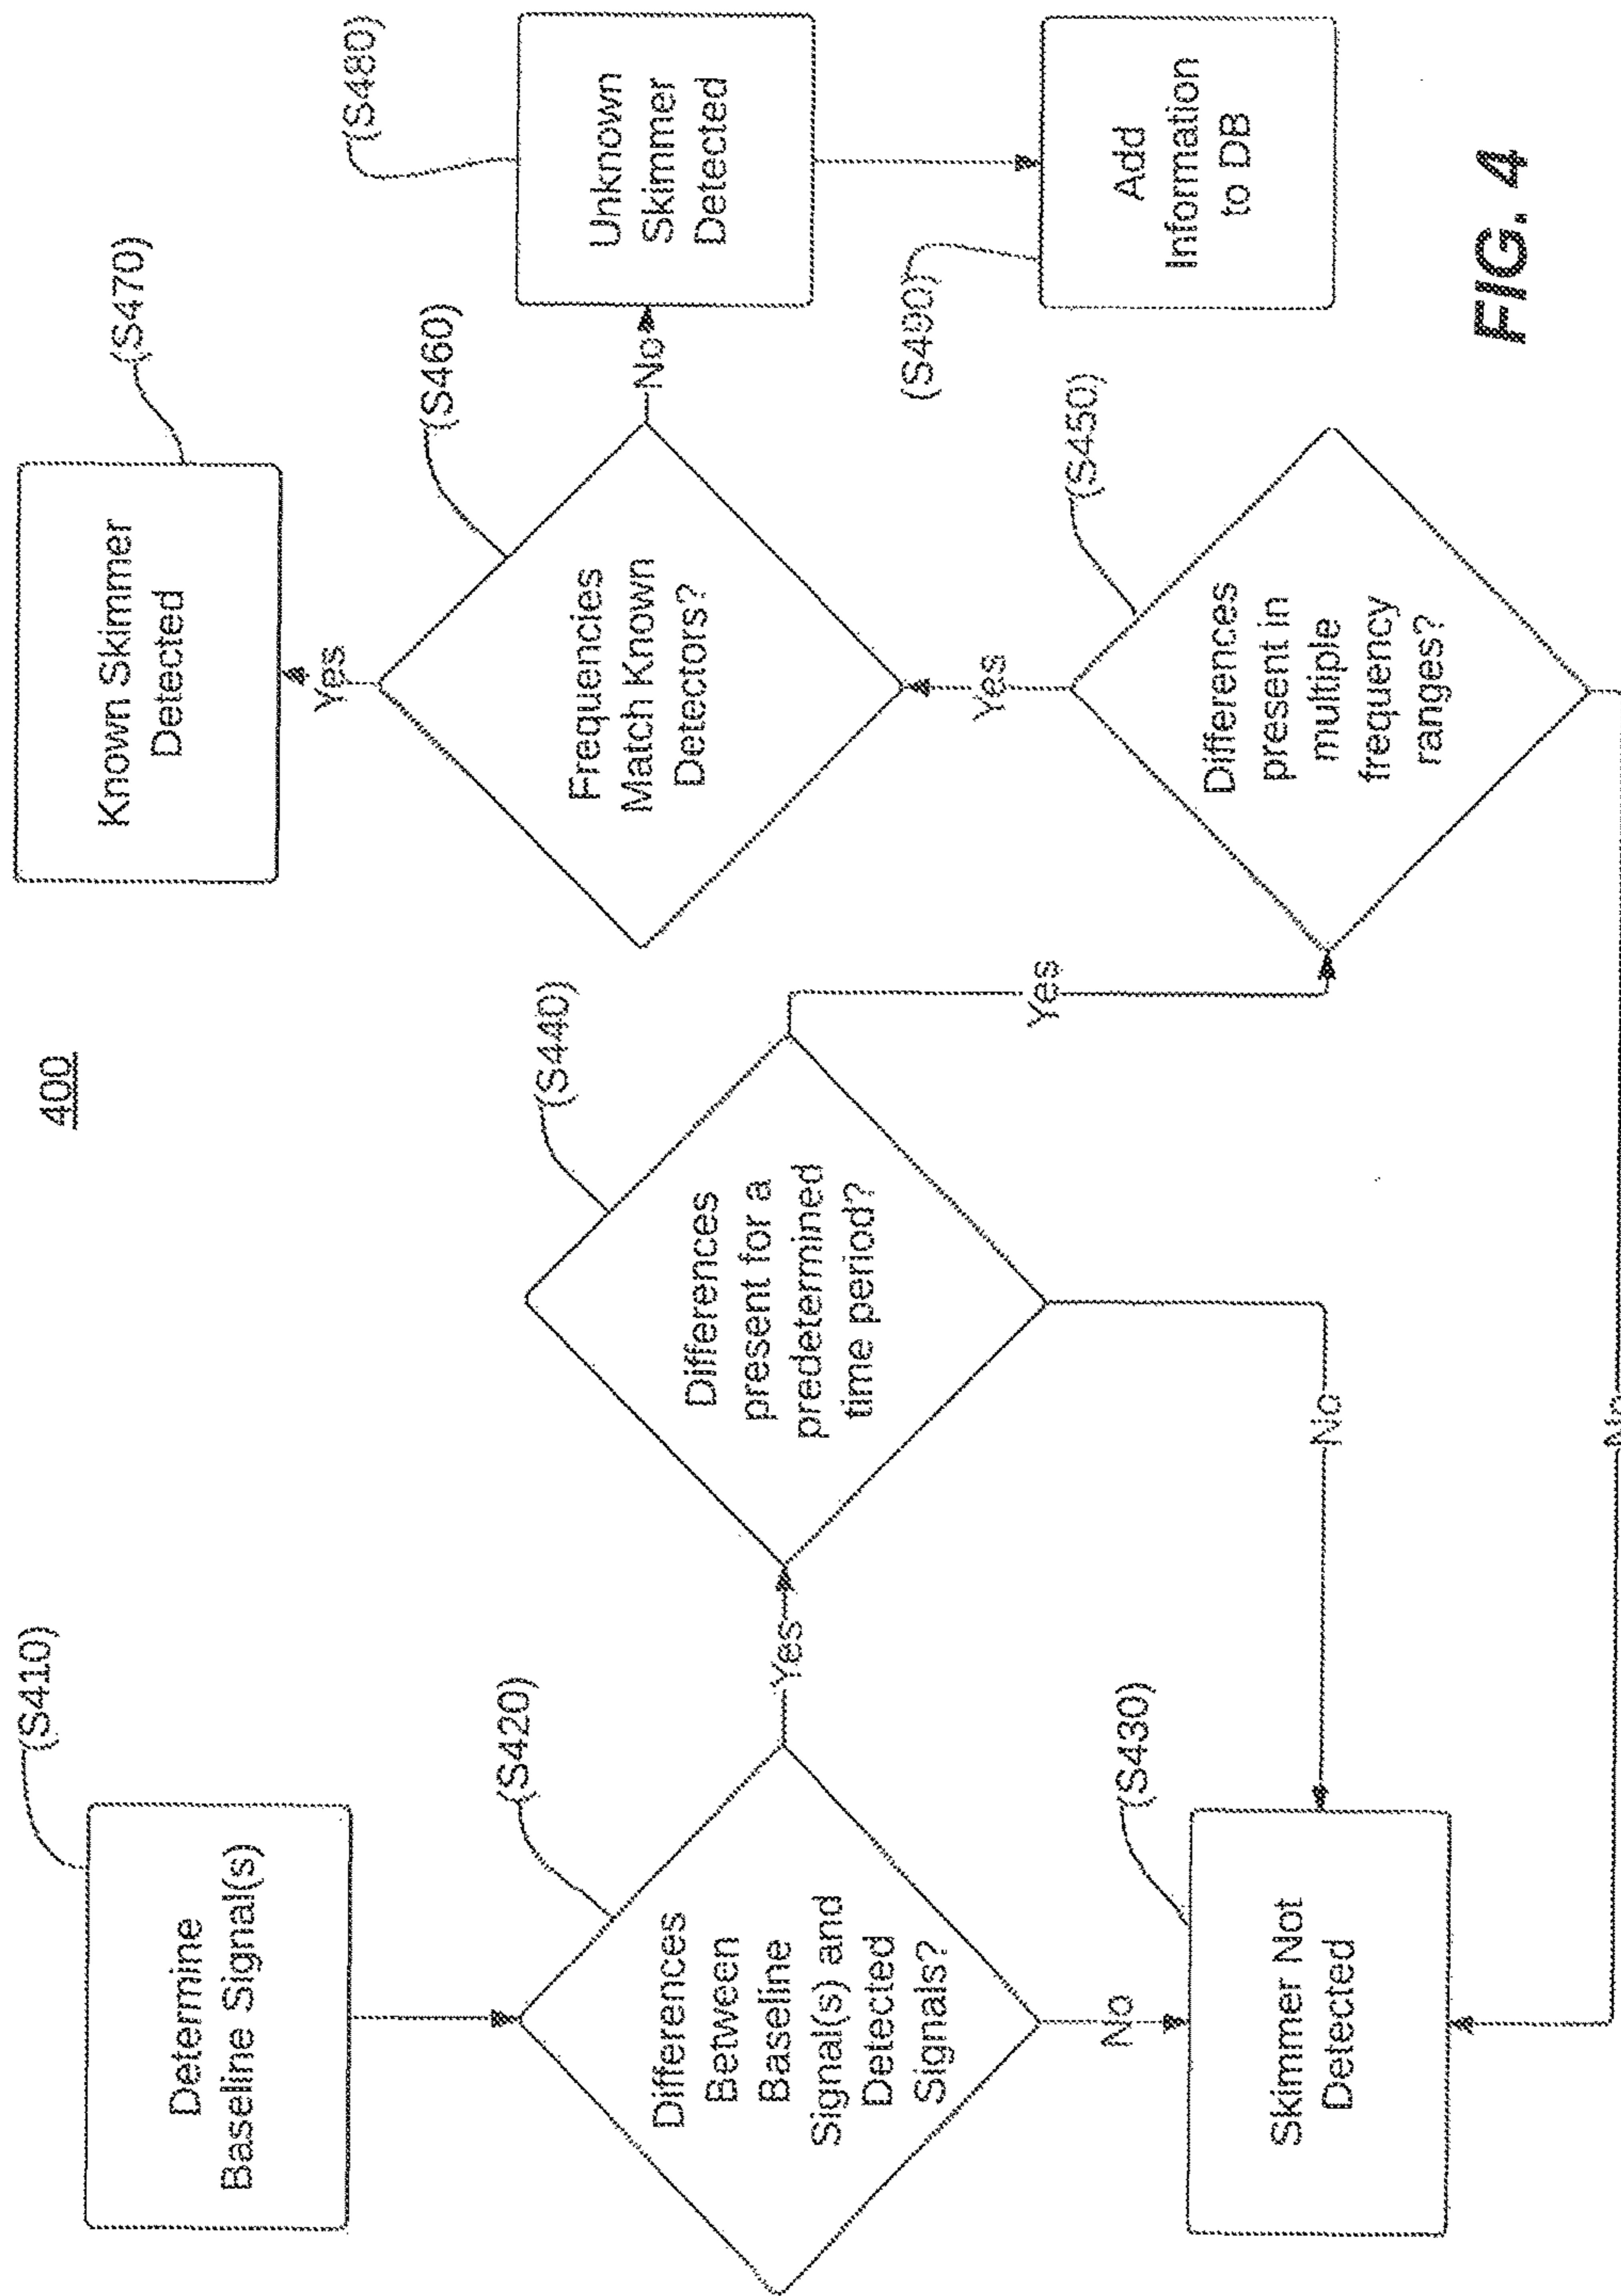 400
(S410)
Determine
Baseline Signal(s)
(S420)
Differences
Between
Baseline
Signal(s) and
Detected
Signals?
Yes
No
(S430)
Skimmer Not
Detected
(S440)
Differences
present for a
predetermined
time period?
Yes
No
(S450)
Differences
present in
multiple
frequency
ranges?
Yes
(S460)
Frequencies
Match Known
Detectors?
Yes
No
(S470)
Known Skimmer
Detected
(S480)
Unknown
Skimmer
Detected
(S490)
Add
Information
to DB
No
FIG. 4